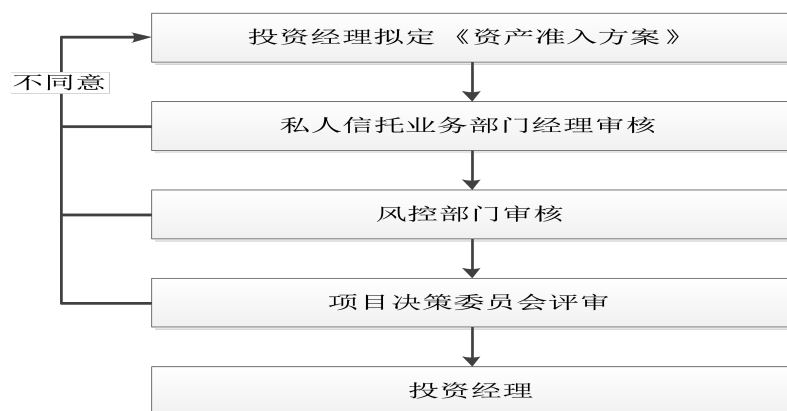 投资经理拟定《资产准入方案》
不同意
私人信托业务部门经理审核
风控部门审核
项目决策委员会评审
投资经理